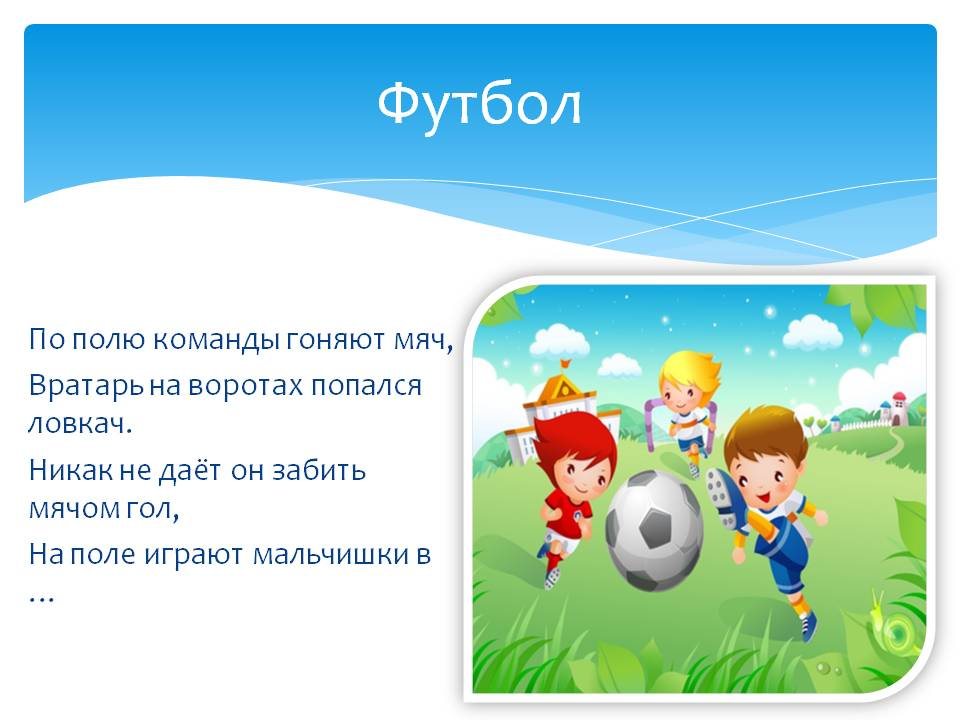 Футбол
По полю команды гоняют мяч,
Вратарь на воротах попался
ловкач.
Никак не даёт он забить
мячом гол,
На поле играют мальчишки в
…